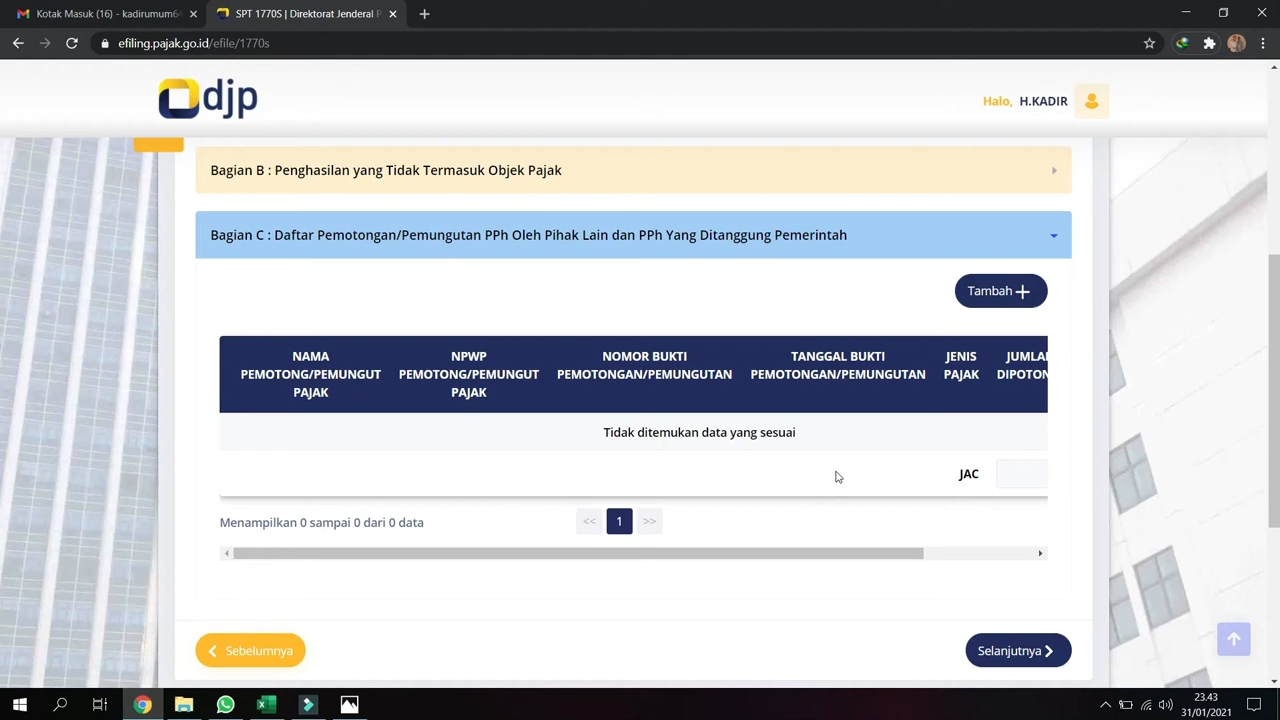 Kotak Masuk (16) - kadirumum64
SPT 1770S | Direktorat Jenderal P
efiling.pajak.go.id/efile/1770s
djp
Halo, H.KADIR
Bagian B : Penghasilan yang Tidak Termasuk Objek Pajak
Bagian C : Daftar Pemotongan/Pemungutan PPh Oleh Pihak Lain dan PPh Yang Ditanggung Pemerintah
Tambah
NAMA PEMOTONG/PEMUNGUT PAJAK
NPWP PEMOTONG/PEMUNGUT PAJAK
NOMOR BUKTI PEMOTONGAN/PEMUNGUTAN
TANGGAL BUKTI PEMOTONGAN/PEMUNGUTAN
JENIS PAJAK
JUMLAH DIPOTON
Tidak ditemukan data yang sesuai
JAC
Menampilkan 0 sampai 0 dari 0 data
<< 1 >>
Sebelumnya
Selanjutnya
23.43
31/01/2021